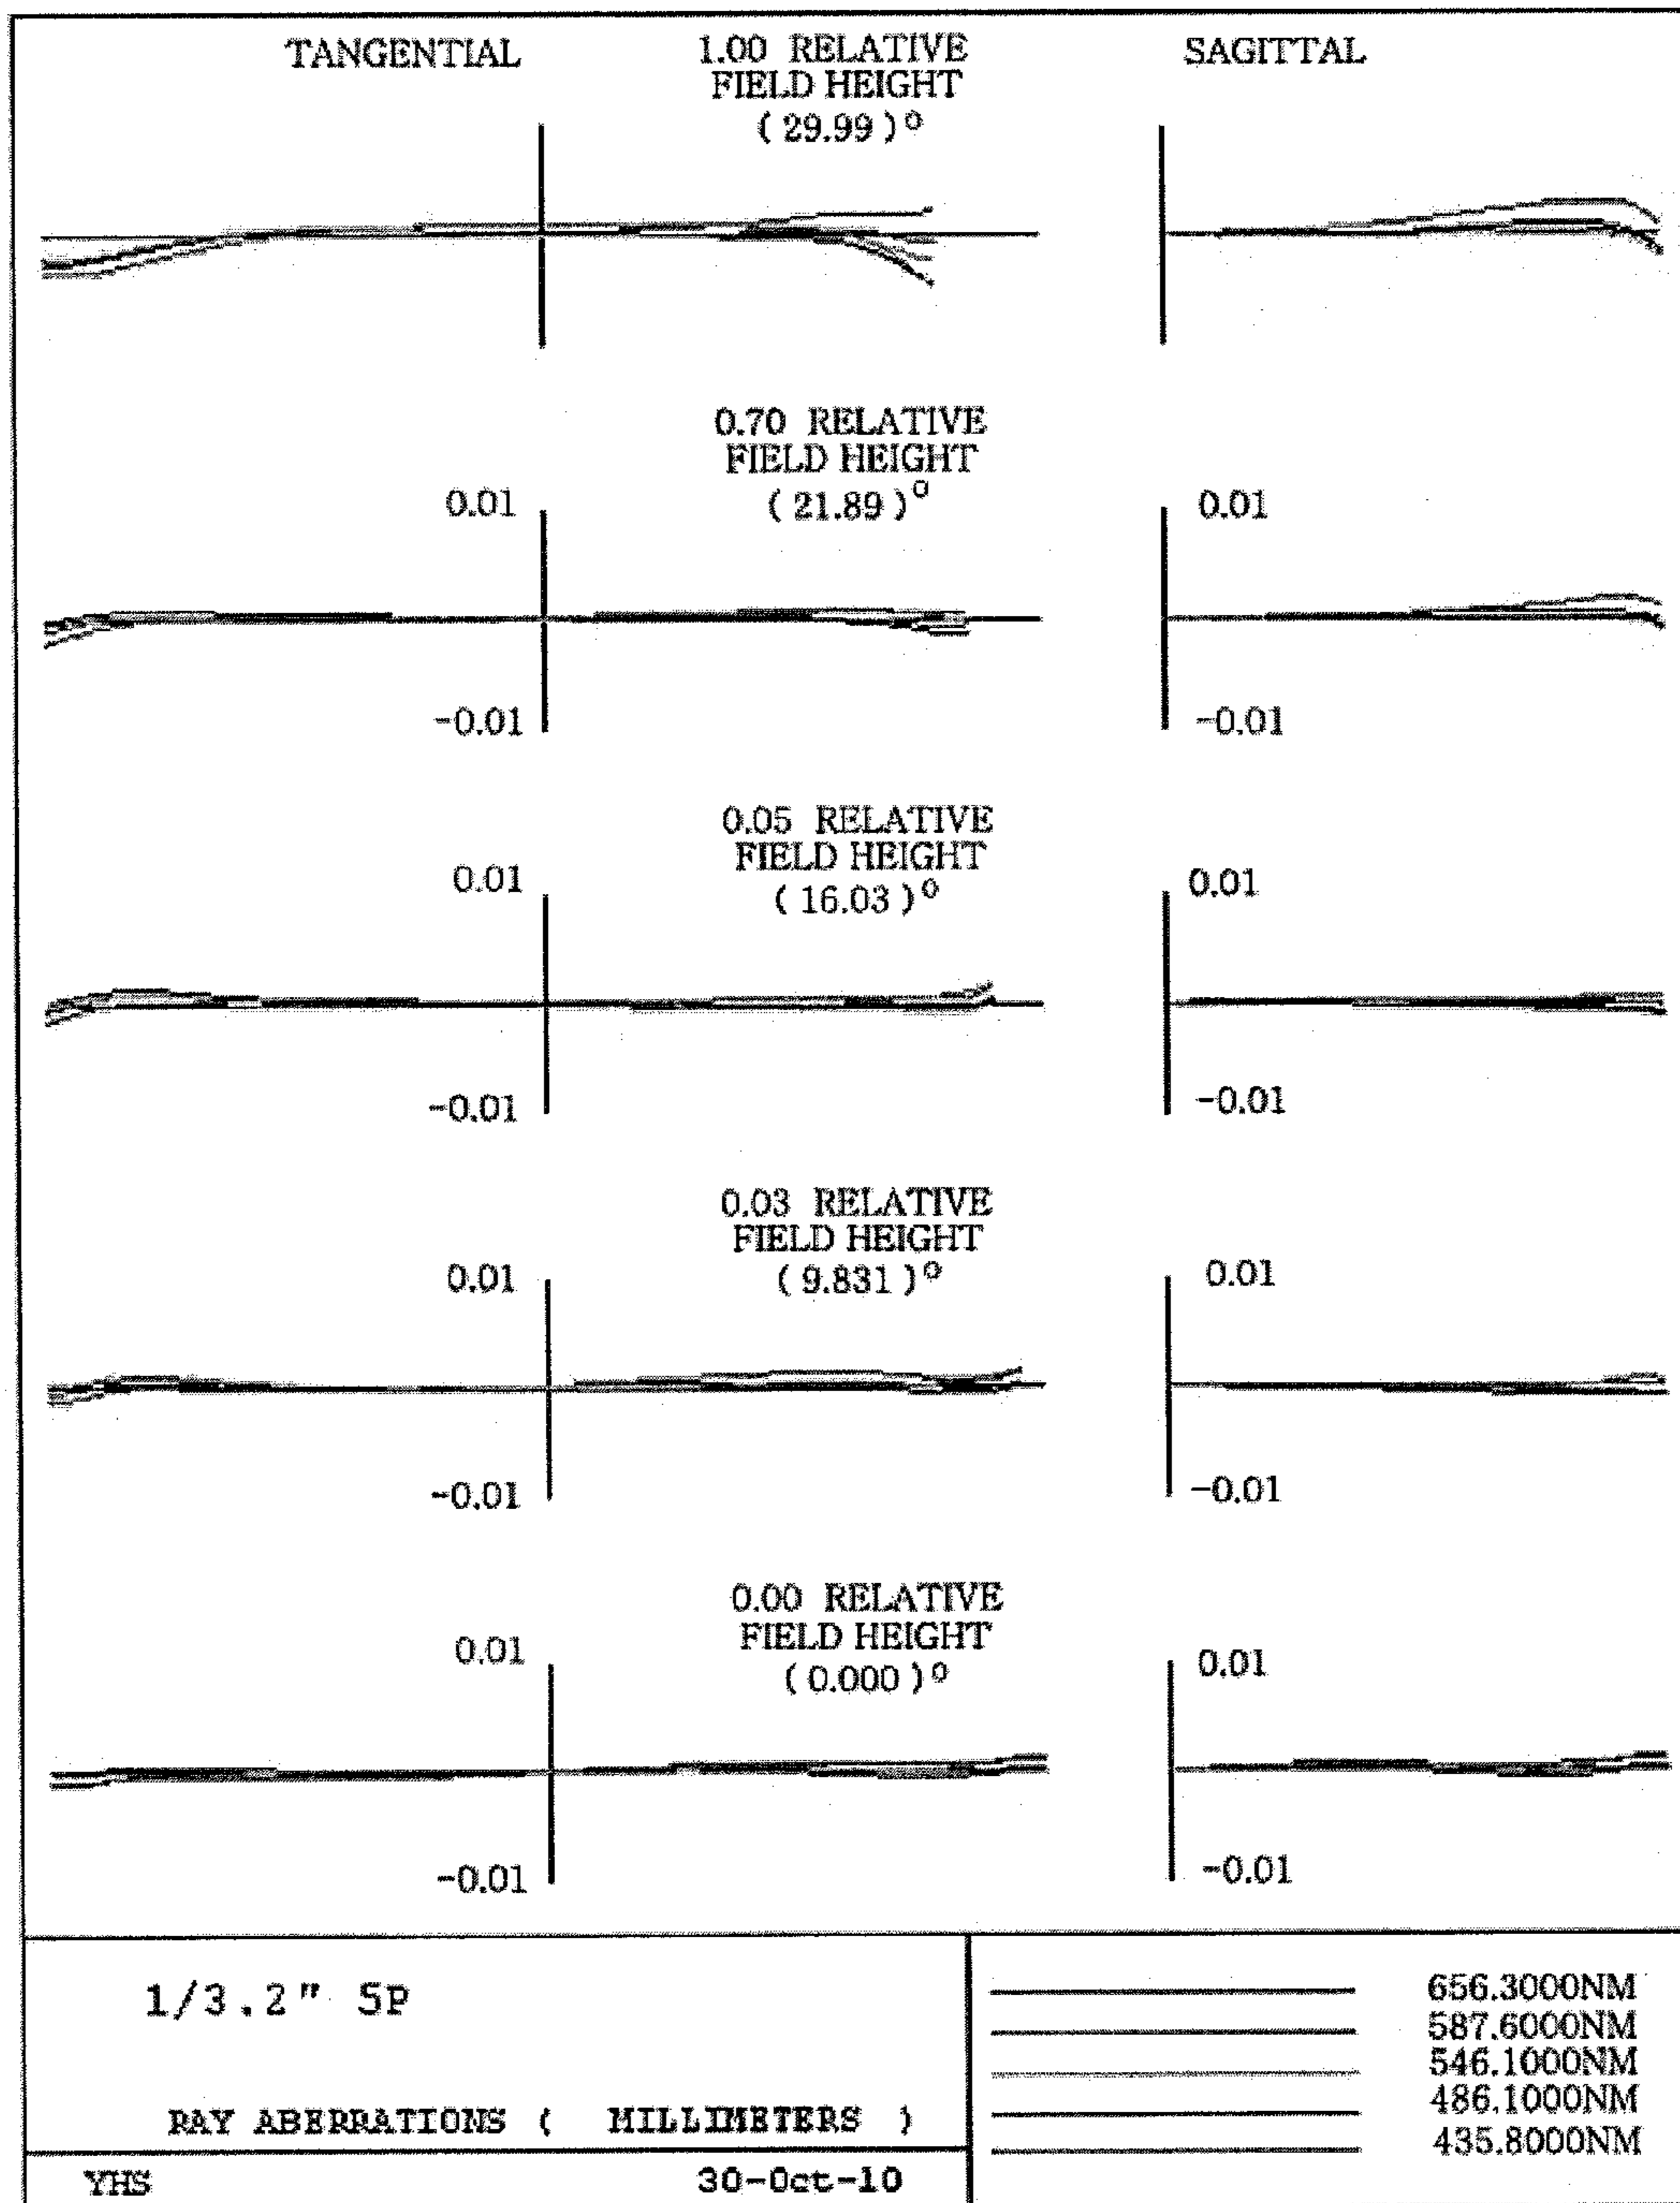 TANGENTIAL
1.00 RELATIVE
FIELD HEIGHT
( 29.99 )°
SAGITTAL
0.70 RELATIVE
FIELD HEIGHT
( 21.89 )°
0.01
0.01
-0.01
-0.01
0.05 RELATIVE
FIELD HEIGHT
( 16.03 )°
0.01
0.01
-0.01
-0.01
0.03 RELATIVE
FIELD HEIGHT
( 9.831 )°
0.01
0.01
-0.01
-0.01
0.00 RELATIVE
FIELD HEIGHT
( 0.000 )°
0.01
0.01
-0.01
-0.01
1/3.2" 5P
RAY ABERRATIONS ( MILLIMETERS )
YHS
30-Oct-10
656.3000NM
587.6000NM
546.1000NM
486.1000NM
435.8000NM